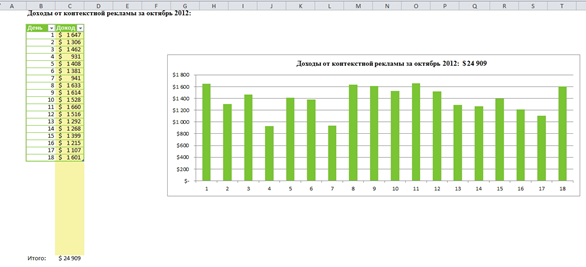 A B C D E F G H I J K L M N O P Q R S T
Доходы от контекстной рекламы за октябрь 2012:
День Доход
1 $ 1 647
2 $ 1 306
3 $ 1 462
4 $ 931
5 $ 1 408
6 $ 1 381
7 $ 941
8 $ 1 633
9 $ 1 614
10 $ 1 528
11 $ 1 660
12 $ 1 516
13 $ 1 292
14 $ 1 268
15 $ 1 399
16 $ 1 215
17 $ 1 107
18 $ 1 601
Итого: $ 24 909
Доходы от контекстной рекламы за октябрь 2012: $ 24 909
$1 800
$1 600
$1 400
$1 200
$1 000
$800
$600
$400
$200
$-
1 2 3 4 5 6 7 8 9 10 11 12 13 14 15 16 17 18